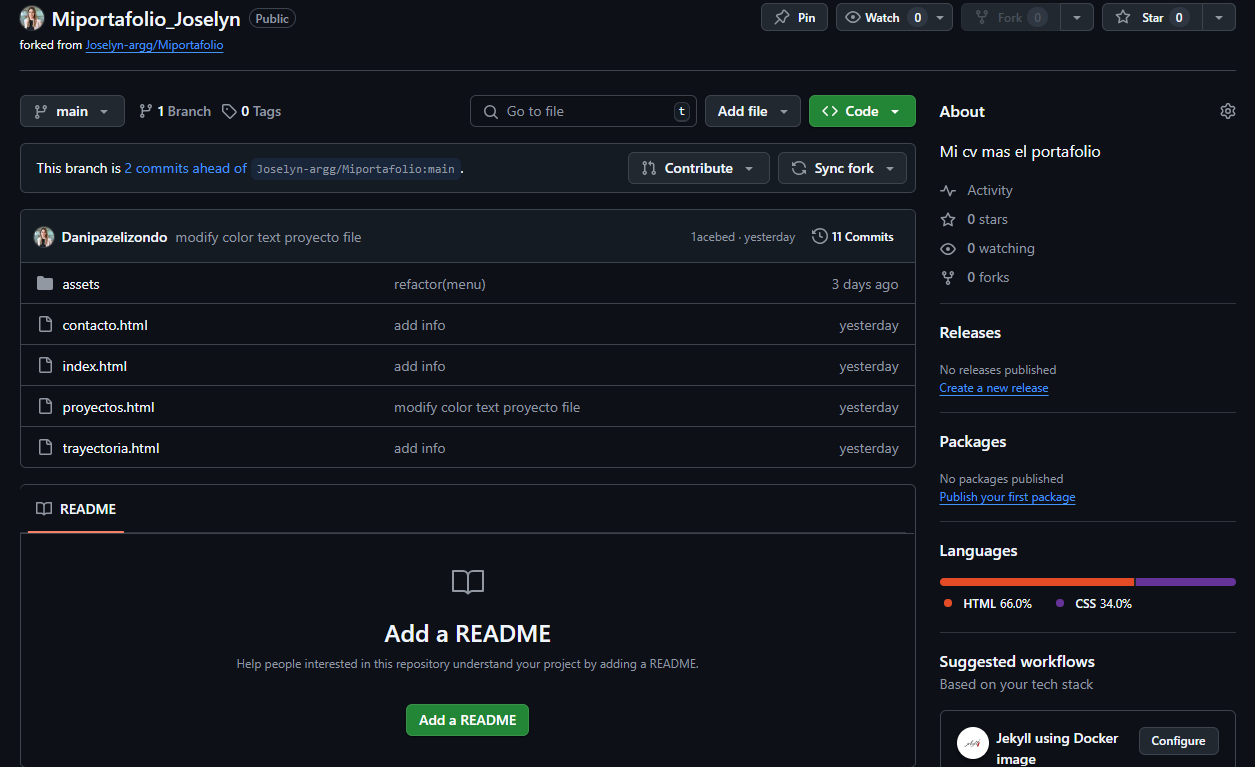 Miportafolio_Joselyn Public Pin Watch 0 Fork 0 Star 0
forked from Joselyn-argg/Miportafolio
main 1 Branch 0 Tags Go to file t Add file Code
This branch is 2 commits ahead of Joselyn-argg/Miportafolio:main . Contribute Sync fork
Danipazelizondo modify color text proyecto file 1acebed · yesterday 11 Commits
assets refactor(menu) 3 days ago
contacto.html add info yesterday
index.html add info yesterday
proyectos.html modify color text proyecto file yesterday
trayectoria.html add info yesterday
README
Add a README
Help people interested in this repository understand your project by adding a README.
Add a README
About
Mi cv mas el portafolio
Activity
0 stars
0 watching
0 forks
Releases
No releases published
Create a new release
Packages
No packages published
Publish your first package
Languages
HTML 66.0% CSS 34.0%
Suggested workflows
Based on your tech stack
Jekyll using Docker
image
Configure